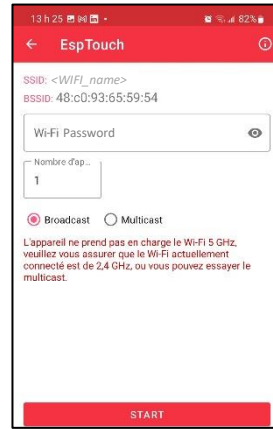 13 h 25
82%
EspTouch
SSID: <WIFI_name>
BSSID: 48:c0:93:65:59:54
Wi-Fi Password
Nombre d'ap...
1
Broadcast Multicast
L'appareil ne prend pas en charge le Wi-Fi 5 GHz,
veuillez vous assurer que le Wi-Fi actuellement
connecté est de 2,4 GHz, ou vous pouvez essayer le
multicast.
START